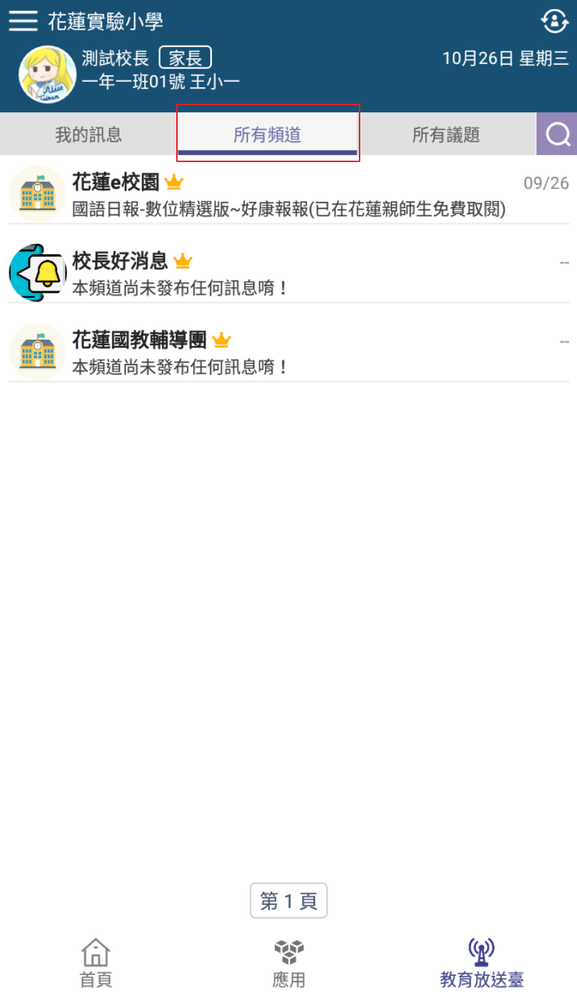 花蓮實驗小學
測試校長 家長 10月26日 星期三
一年一班01號 王小一
Alice
Tainan
我的訊息 所有頻道 所有議題
花蓮e校園 09/26
國語日報-數位精選版~好康報報(已在花蓮親師生免費取閱)
校長好消息 --
本頻道尚未發布任何訊息唷！
花蓮國教輔導團 --
本頻道尚未發布任何訊息唷！
第 1 頁
首頁 應用 教育放送臺